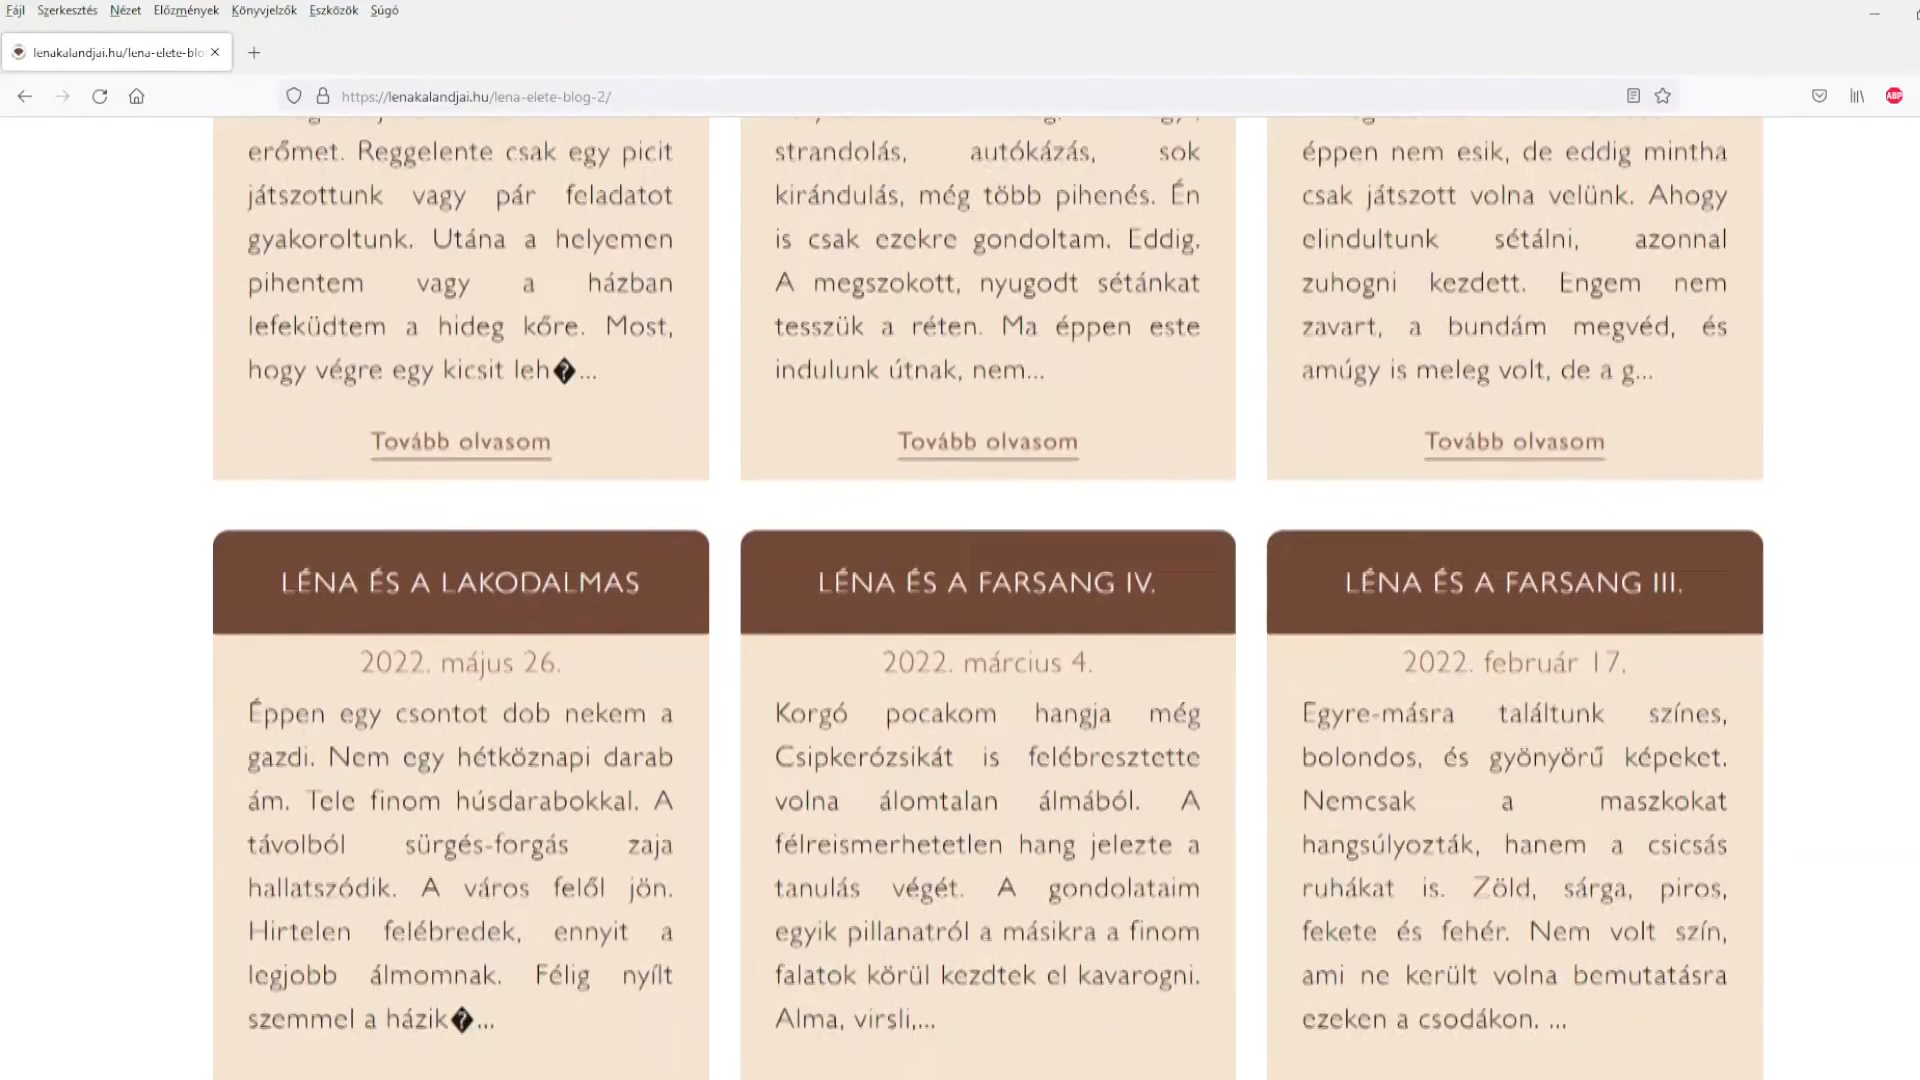 Fájl Szerkesztés Nézet Előzmények Könyvjelzők Eszközök Súgó
lenakalandjai.hu/lena-elete-blo
https://lenakalandjai.hu/lena-elete-blog-2/
ABP
erőmet. Reggelente csak egy picit
játszottunk vagy pár feladatot
gyakoroltunk. Utána a helyemen
pihentem vagy a házban
lefeküdtem a hideg kőre. Most,
hogy végre egy kicsit leh�...
Tovább olvasom
strandolás, autókázás, sok
kirándulás, még több pihenés. Én
is csak ezekre gondoltam. Eddig.
A megszokott, nyugodt sétánkat
tesszük a réten. Ma éppen este
indulunk útnak, nem...
Tovább olvasom
éppen nem esik, de eddig mintha
csak játszott volna velünk. Ahogy
elindultunk sétálni, azonnal
zuhogni kezdett. Engem nem
zavart, a bundám megvéd, és
amúgy is meleg volt, de a g...
Tovább olvasom
LÉNA ÉS A LAKODALMAS
2022. május 26.
Éppen egy csontot dob nekem a
gazdi. Nem egy hétköznapi darab
ám. Tele finom húsdarabokkal. A
távolból sürgés-forgás zaja
hallatszódik. A város felől jön.
Hirtelen felébredek, ennyit a
legjobb álmomnak. Félig nyílt
szemmel a házik�...
LÉNA ÉS A FARSANG IV.
2022. március 4.
Korgó pocakom hangja még
Csipkerózsikát is felébresztette
volna álomtalan álmából. A
félreismerhetetlen hang jelezte a
tanulás végét. A gondolataim
egyik pillanatról a másikra a finom
falatok körül kezdtek el kavarogni.
Alma, virsli,...
LÉNA ÉS A FARSANG III.
2022. február 17.
Egyre-másra találtunk színes,
bolondos, és gyönyörű képeket.
Nemcsak a maszkokat
hangsúlyozták, hanem a csicsás
ruhákat is. Zöld, sárga, piros,
fekete és fehér. Nem volt szín,
ami ne került volna bemutatásra
ezeken a csodákon. ...